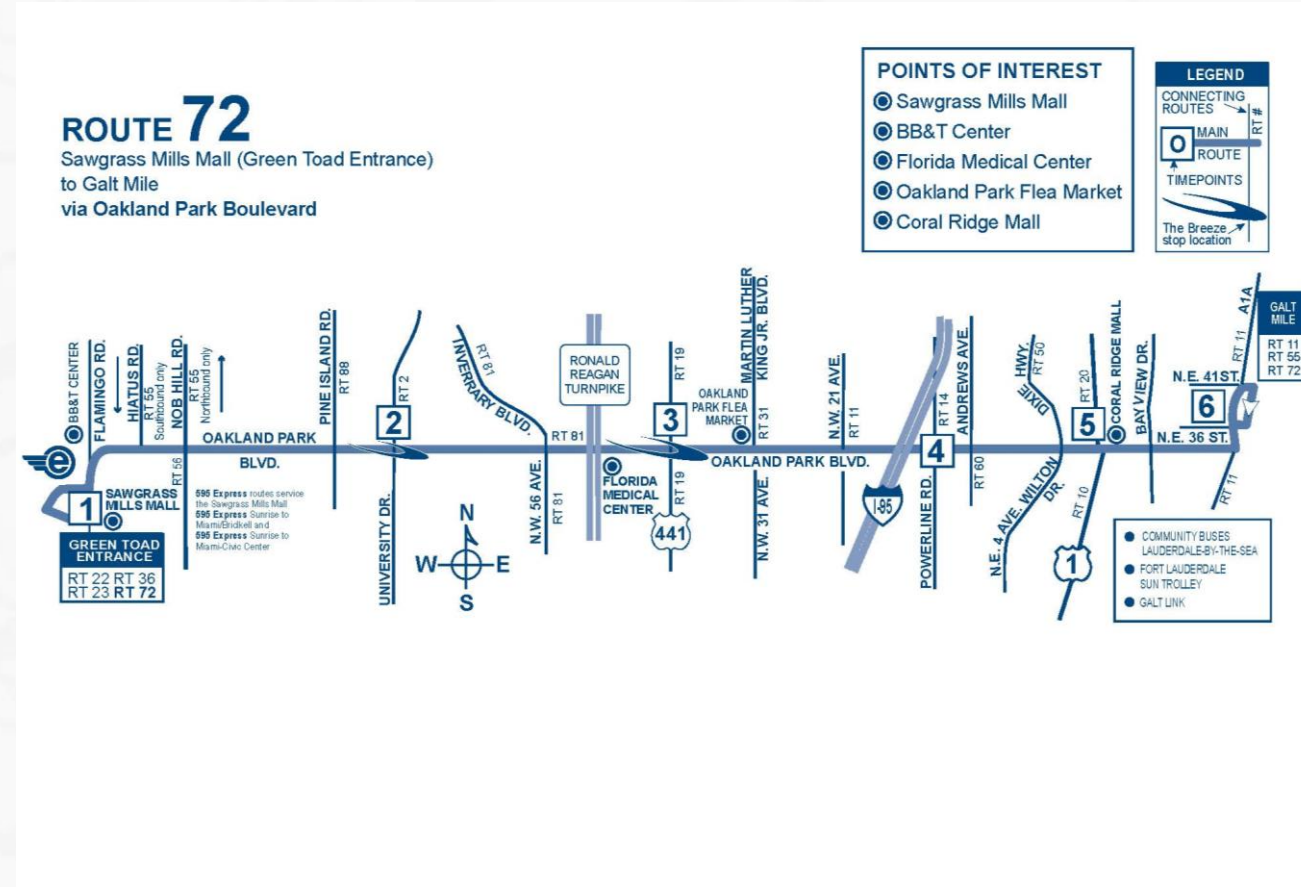 ROUTE 72
Sawgrass Mills Mall (Green Toad Entrance)
to Galt Mile
via Oakland Park Boulevard
POINTS OF INTEREST
Sawgrass Mills Mall
BB&T Center
Florida Medical Center
Oakland Park Flea Market
Coral Ridge Mall
LEGEND
CONNECTING
ROUTES
RT #
O
MAIN
ROUTE
TIMEPOINTS
The Breeze
stop location
BB&T CENTER
FLAMINGO RD.
HIATUS RD.
RT 55
Southbound only
NOB HILL RD.
RT 55
Northbound only
RT 56
PINE ISLAND RD.
RT 88
OAKLAND PARK
BLVD.
e
1
SAWGRASS
MILLS MALL
GREEN TOAD
ENTRANCE
RT 22 RT 36
RT 23 RT 72
595 Express routes service
the Sawgrass Mills Mall
595 Express Sunrise to
Miami/Bridkell and
595 Express Sunrise to
Miami-Civic Center
RT 2
2
UNIVERSITY DR.
N
W
E
S
RT 81
INVERRARY BLVD.
RT 81
N.W. 56 AVE.
RT 81
RONALD
REAGAN
TURNPIKE
FLORIDA
MEDICAL
CENTER
RT 19
3
RT 19
441
OAKLAND
PARK FLEA
MARKET
MARTIN LUTHER
KING JR. BLVD.
RT 31
N.W. 31 AVE.
OAKLAND PARK BLVD.
N.W. 21 AVE.
RT 11
I-95
RT 14
4
POWERLINE RD.
ANDREWS AVE.
RT 60
DIXIE HWY.
RT 50
N.E. 4 AVE. WILTON
DR.
RT 20
5
RT 10
1
CORAL RIDGE MALL
BAY VIEW DR.
N.E. 41ST.
6
N.E. 36 ST.
RT 11
A1A
RT 11
GALT
MILE
RT 11
RT 55
RT 72
COMMUNITY BUSES
LAUDERDALE-BY-THE-SEA
FORT LAUDERDALE
SUN TROLLEY
GALT LINK